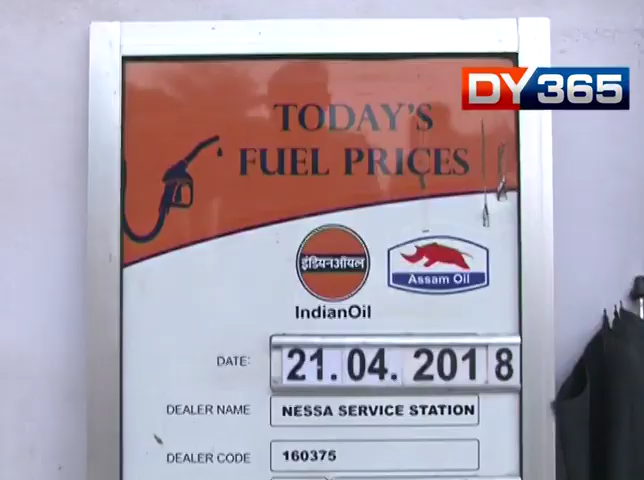 DY365
TODAY'S
FUEL PRICES
इंडियनऑयल
IndianOil
Assam Oil
DATE: 21.04.2018
DEALER NAME NESSA SERVICE STATION
DEALER CODE 160375